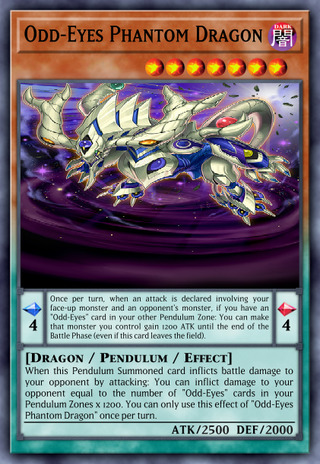 ODD-EYES PHANTOM DRAGON
DARK
闇
Once per turn, when an attack is declared involving your
face-up monster and an opponent's monster, if you have an
"Odd-Eyes" card in your other Pendulum Zone: You can make
that monster you control gain 1200 ATK until the end of the
Battle Phase (even if this card leaves the field).
4
4
[DRAGON / PENDULUM / EFFECT]
When this Pendulum Summoned card inflicts battle damage to
your opponent by attacking: You can inflict damage to your
opponent equal to the number of "Odd-Eyes" cards in your
Pendulum Zones x 1200. You can only use this effect of "Odd-Eyes
Phantom Dragon" once per turn.
ATK/2500 DEF/2000